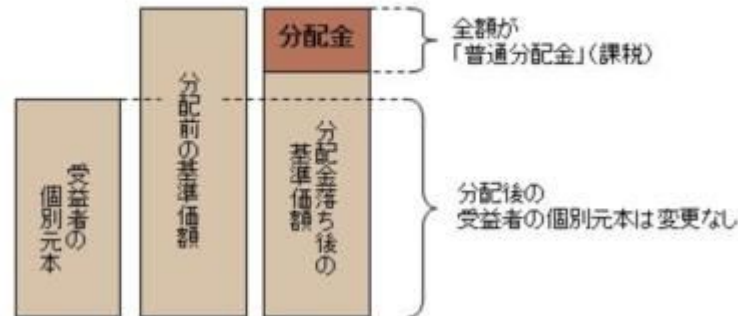 受益者の
個別元本
分配前の基準価額
分配金
分配金落ち後の
基準価額
全額が
「普通分配金」(課税)
分配後の
受益者の個別元本は変更なし